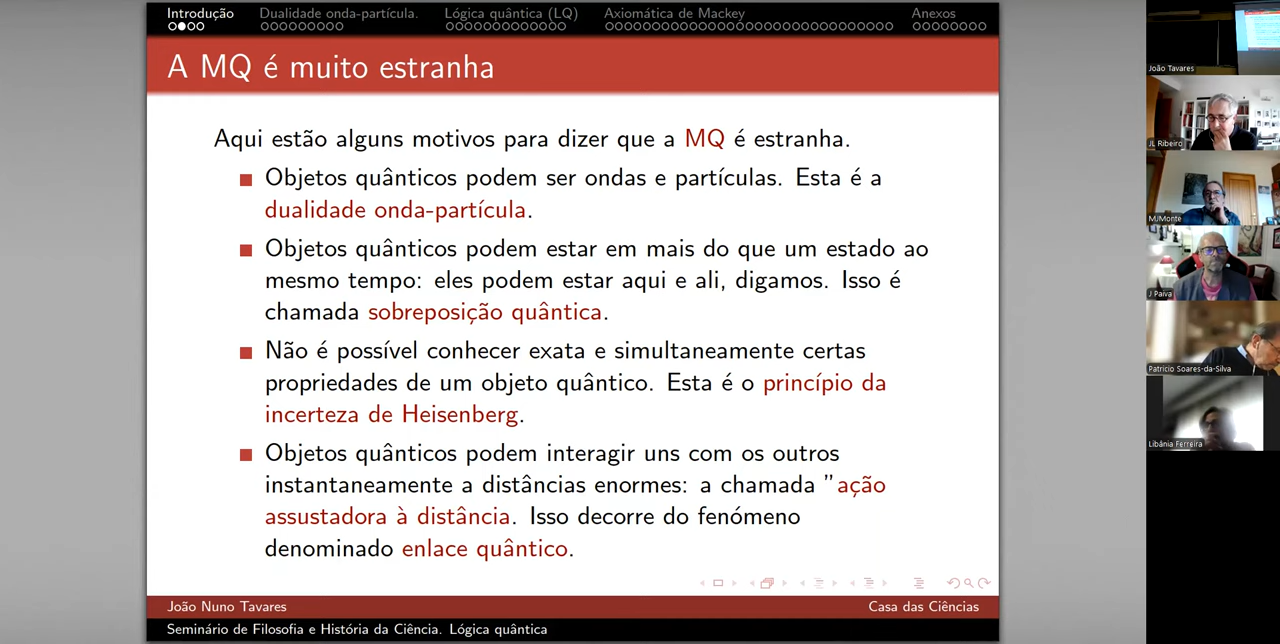 Introdução Dualidade onda-partícula. Lógica quântica (LQ) Axiomática de Mackey Anexos
A MQ é muito estranha
Aqui estão alguns motivos para dizer que a MQ é estranha.
Objetos quânticos podem ser ondas e partículas. Esta é a
dualidade onda-partícula.
Objetos quânticos podem estar em mais do que um estado ao
mesmo tempo: eles podem estar aqui e ali, digamos. Isso é
chamada sobreposição quântica.
Não é possível conhecer exata e simultaneamente certas
propriedades de um objeto quântico. Esta é o princípio da
incerteza de Heisenberg.
Objetos quânticos podem interagir uns com os outros
instantaneamente a distâncias enormes: a chamada ”ação
assustadora à distância. Isso decorre do fenómeno
denominado enlace quântico.
João Nuno Tavares Casa das Ciências
Seminário de Filosofia e História da Ciência. Lógica quântica
João Tavares
JL Ribeiro
MJMonte
J Paiva
Patricio Soares-da-Silva
Libânia Ferreira